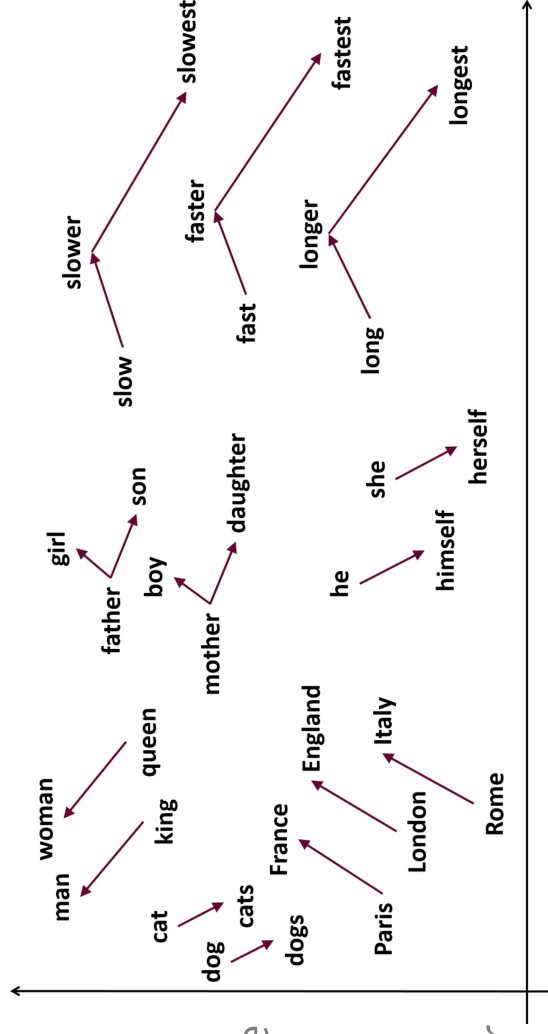 slower
slowest
slow
faster
fastest
fast
longer
longest
long
girl
son
father
boy
daughter
mother
she
herself
he
himself
woman
queen
man
king
England
Italy
France
London
Rome
Paris
cat
cats
dog
dogs